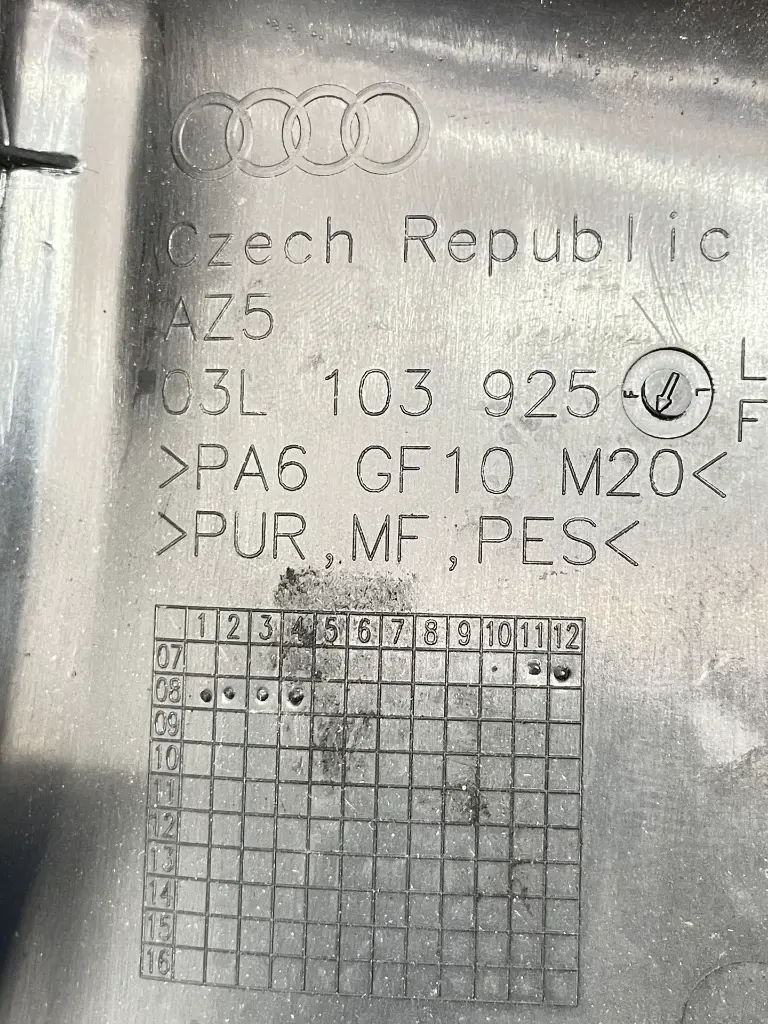 Czech Republic
AZ5
03L 103 925
F L
L
F
>PA6 GF10 M20<
>PUR,MF,PES<
1 2 3 4 5 6 7 8 9 10 11 12
07
08
09
10
11
12
13
14
15
16